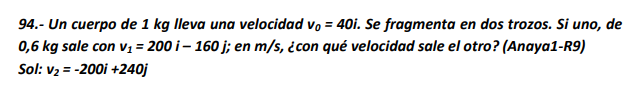 94.- Un cuerpo de 1 kg lleva una velocidad v₀ = 40i. Se fragmenta en dos trozos. Si uno, de
0,6 kg sale con v₁ = 200 i – 160 j; en m/s, ¿con qué velocidad sale el otro? (Anaya1-R9)
Sol: v₂ = -200i +240j